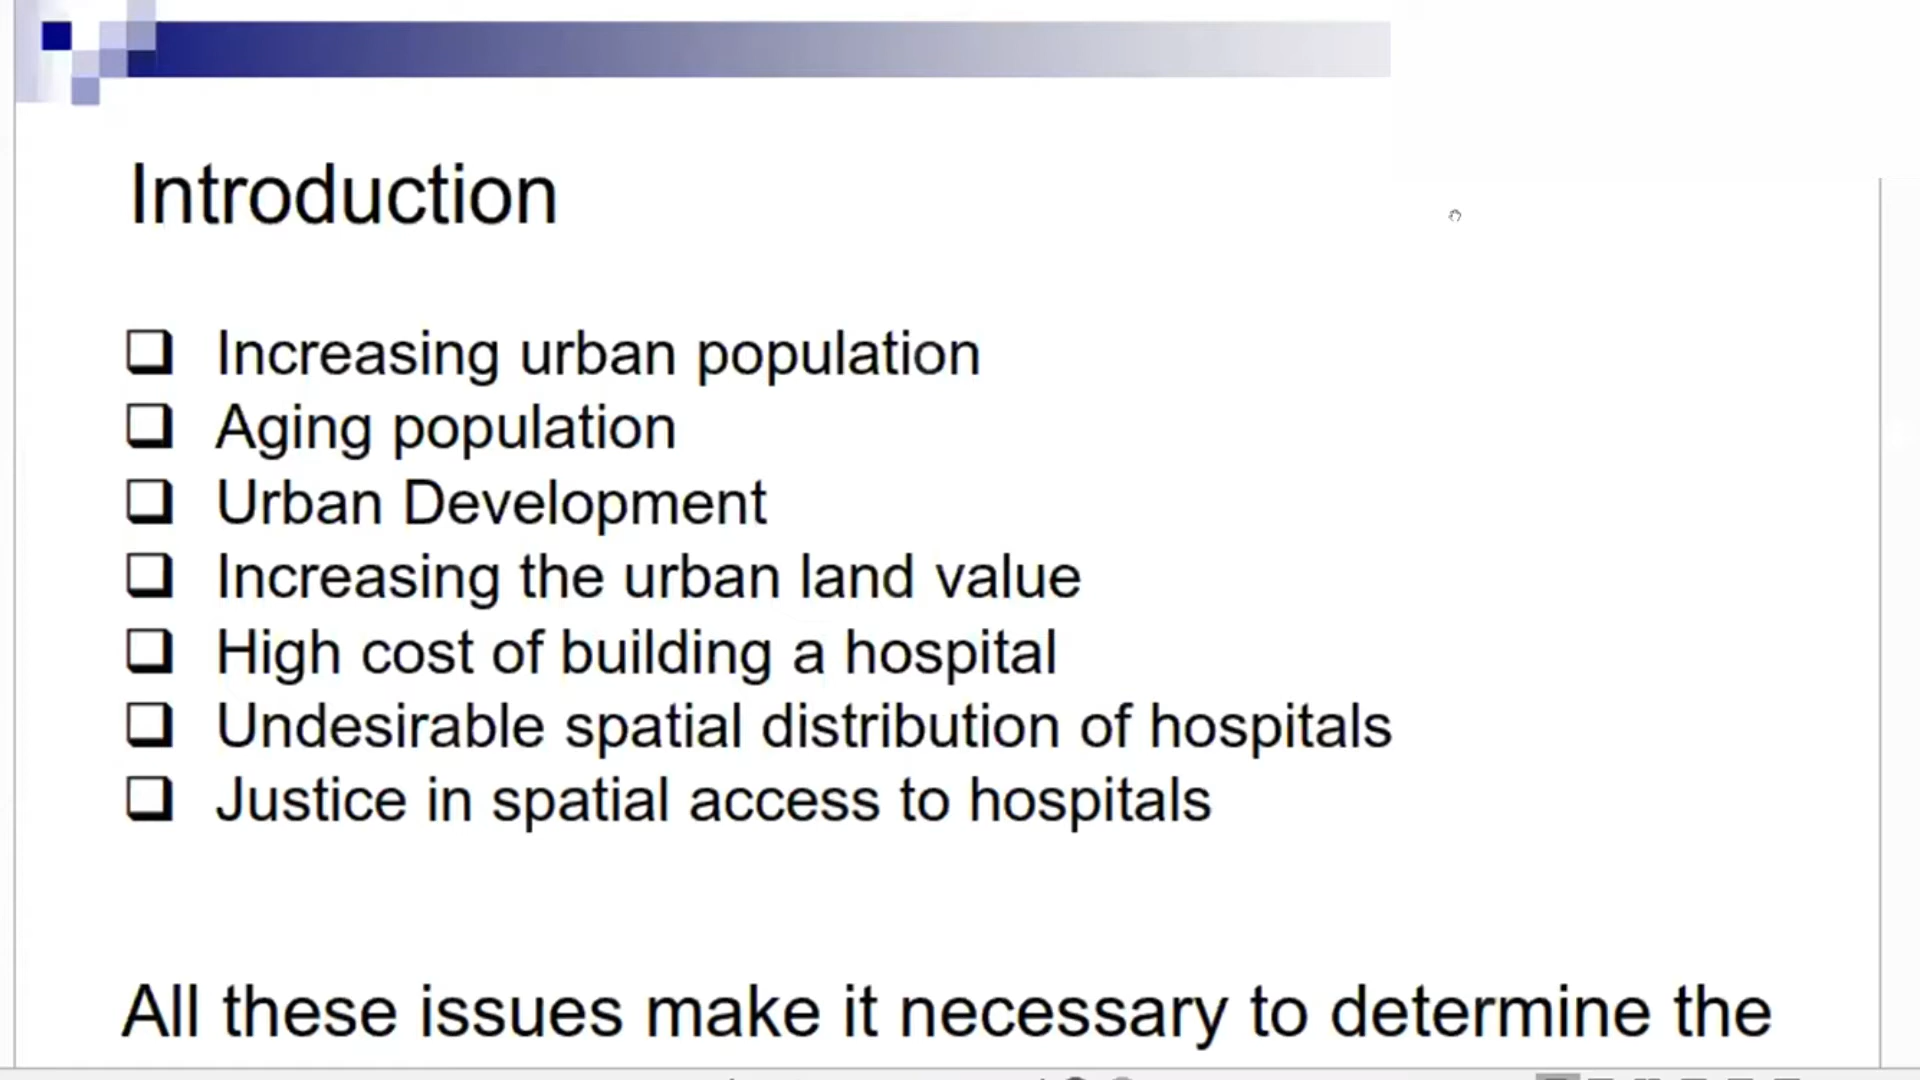 Introduction
Increasing urban population
Aging population
Urban Development
Increasing the urban land value
High cost of building a hospital
Undesirable spatial distribution of hospitals
Justice in spatial access to hospitals
All these issues make it necessary to determine the